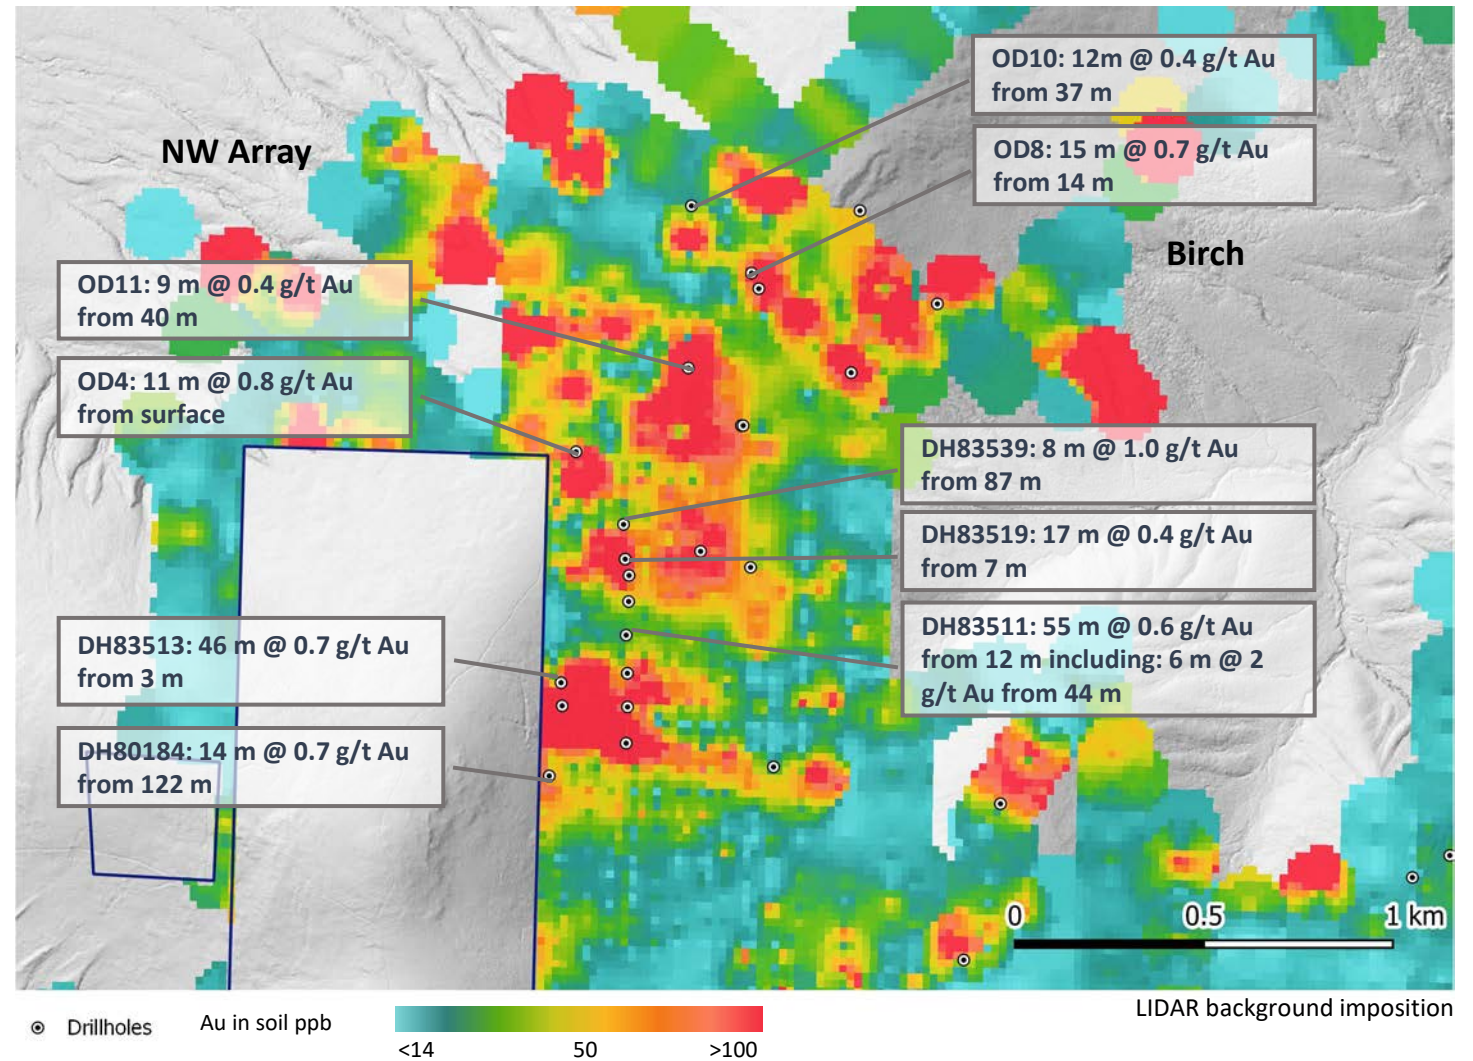 OD10: 12m @ 0.4 g/t Au
from 37 m
NW Array
OD8: 15 m @ 0.7 g/t Au
from 14 m
Birch
OD11: 9 m @ 0.4 g/t Au
from 40 m
OD4: 11 m @ 0.8 g/t Au
from surface
DH83539: 8 m @ 1.0 g/t Au
from 87 m
DH83519: 17 m @ 0.4 g/t Au
from 7 m
DH83511: 55 m @ 0.6 g/t Au
from 12 m including: 6 m @ 2
g/t Au from 44 m
DH83513: 46 m @ 0.7 g/t Au
from 3 m
DH80184: 14 m @ 0.7 g/t Au
from 122 m
0 0.5 1 km
LIDAR background imposition
Drillholes
Au in soil ppb
<14 50 >100